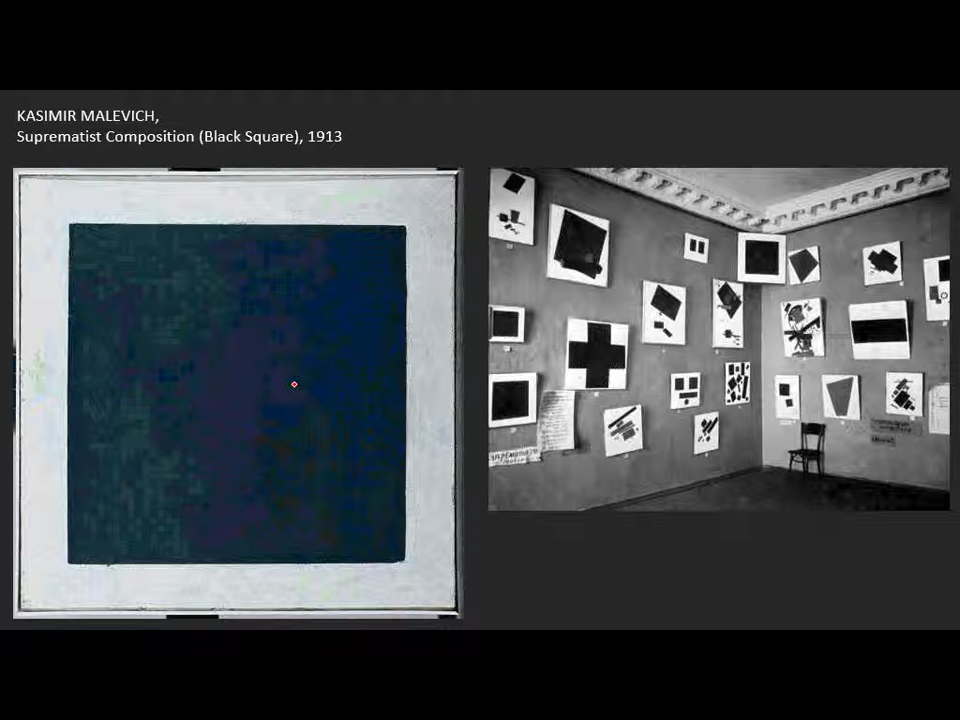 KASIMIR MALEVICH,
Suprematist Composition (Black Square), 1913